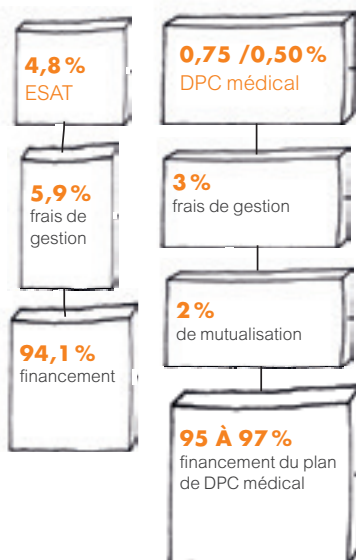 4,8 %
ESAT
5,9 %
frais de
gestion
94,1 %
financement
0,75 /0,50 %
DPC médical
3 %
frais de gestion
2 %
de mutualisation
95 À 97 %
financement du plan
de DPC médical